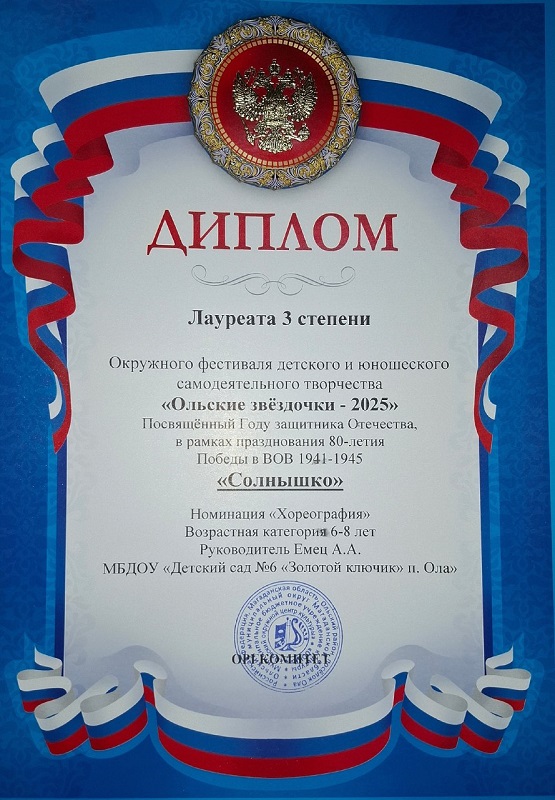 ДИПЛОМ
Лауреата 3 степени
Окружного фестиваля детского и юношеского
самодеятельного творчества
«Ольские звёздочки - 2025»
Посвящённый Году защитника Отечества,
в рамках празднования 80-летия
Победы в ВОВ 1941-1945
«Солнышко»
Номинация «Хореография»
Возрастная категория 6-8 лет
Руководитель Емец А.А.
МБДОУ «Детский сад №6 «Золотой ключик» п. Ола»
ОРГКОМИТЕТ